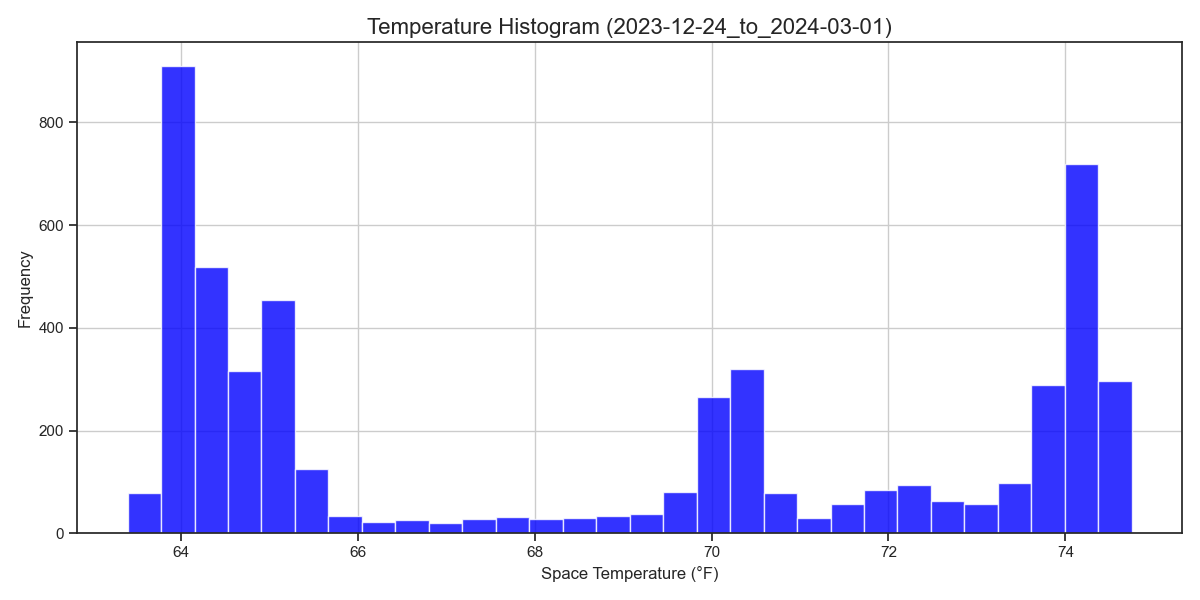 Temperature Histogram (2023-12-24_to_2024-03-01)
800
600
400
200
0
Frequency
64 66 68 70 72 74
Space Temperature (°F)